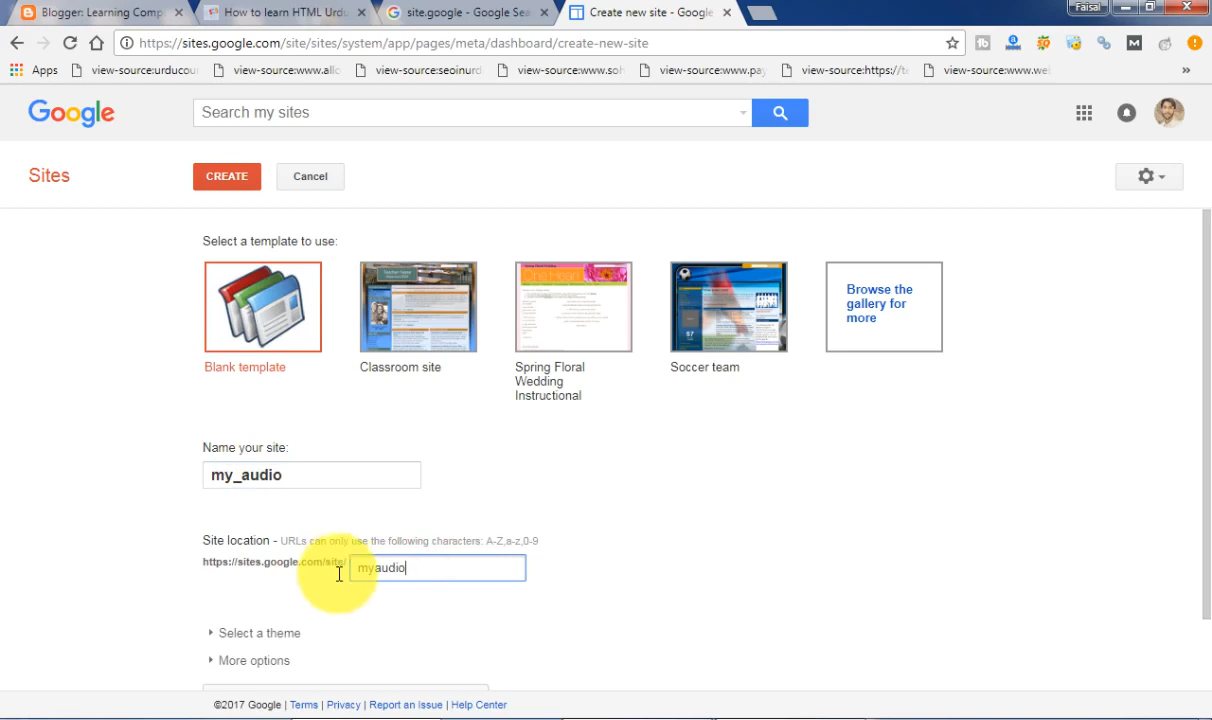 Blogger: Learning Comp
How to learn HTML Urdu
site.google - Google Sea
Create new site - Google
Faisal
https://sites.google.com/site/sites/system/app/pages/meta/dashboard/create-new-site
Apps
view-source:urducou
view-source:www.allo
view-source:seoinurd
view-source:www.soh
view-source:www.pay
view-source:https://te
view-source:www.wel
Google
Search my sites
Sites
CREATE
Cancel
Select a template to use:
Blank template
Classroom site
Spring Floral
Wedding
Instructional
Soccer team
Browse the
gallery for
more
Name your site:
my_audio
Site location - URLs can only use the following characters: A-Z,a-z,0-9
https://sites.google.com/site/ myaudio
Select a theme
More options
©2017 Google | Terms | Privacy | Report an Issue | Help Center